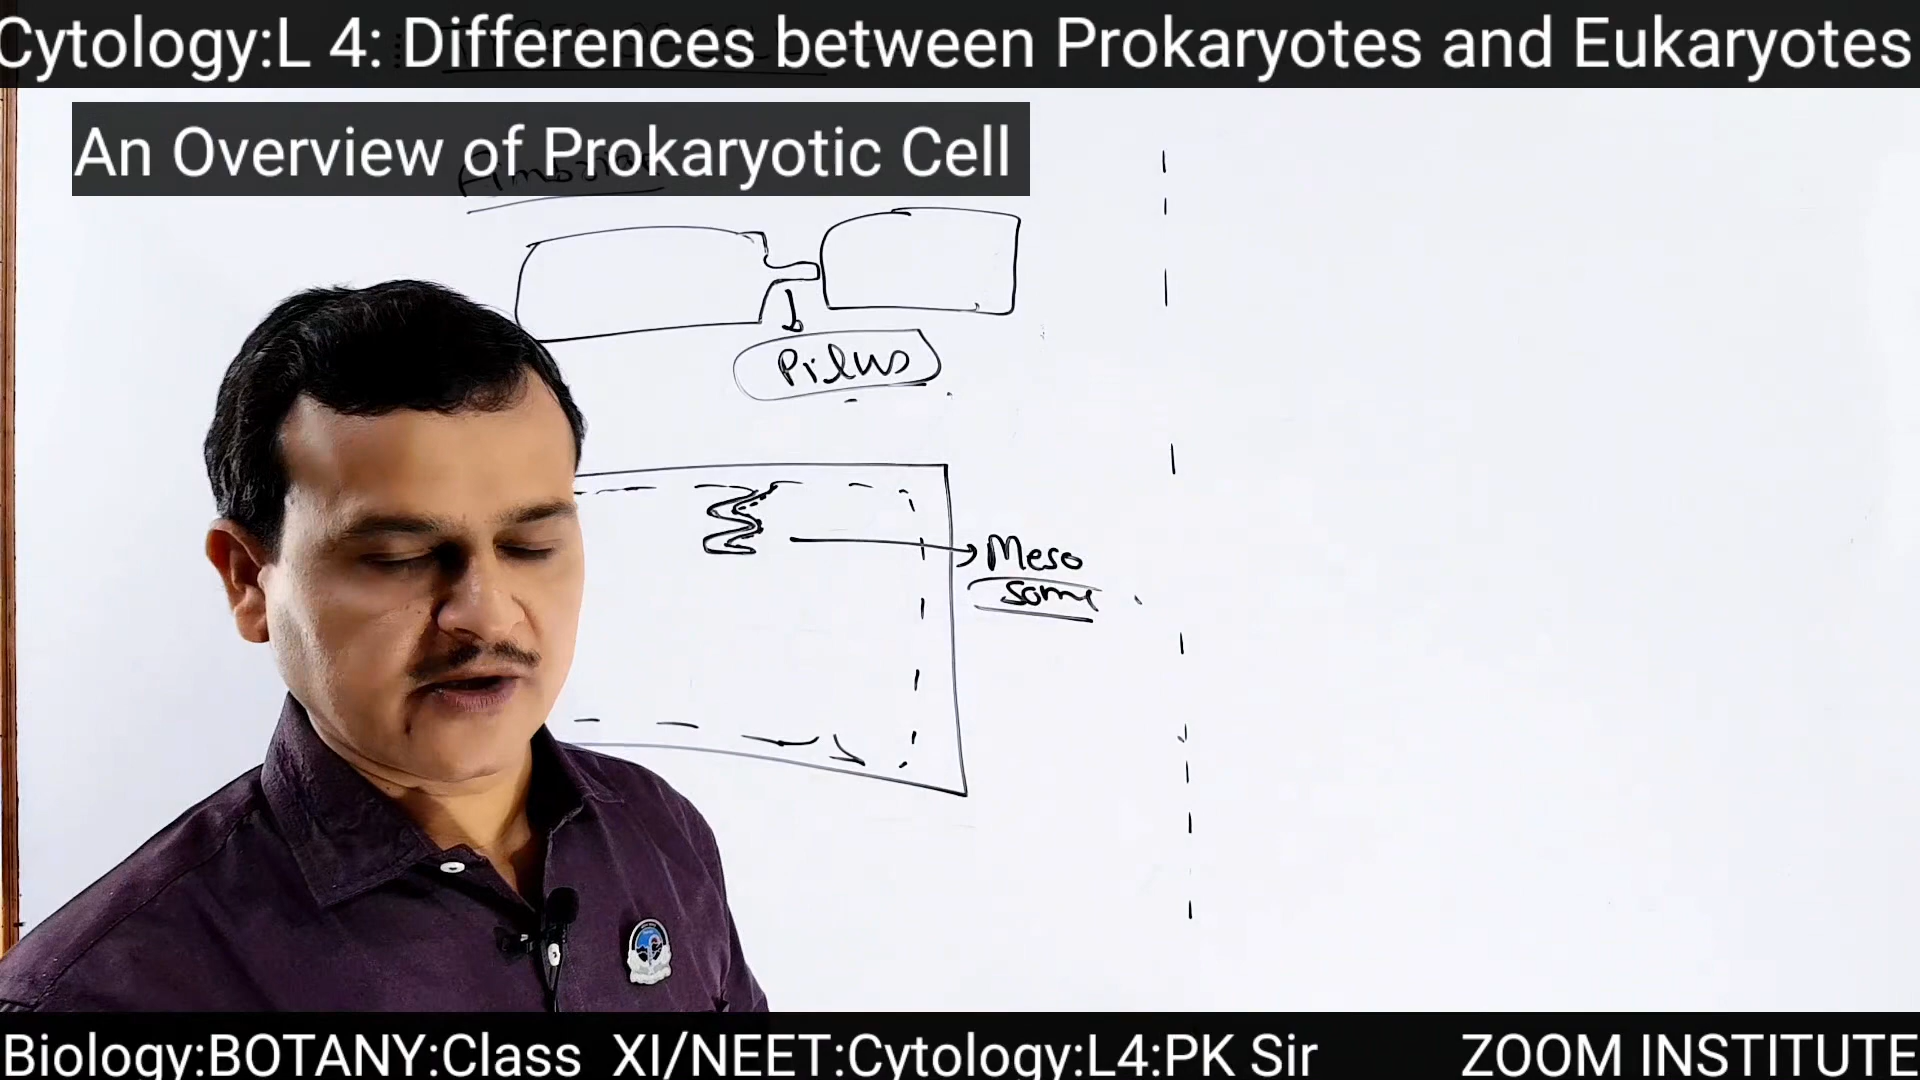 Cytology:L 4: Differences between Prokaryotes and Eukaryotes
An Overview of Prokaryotic Cell
Pilus
Meso
some
Biology:BOTANY:Class XI/NEET:Cytology:L4:PK Sir ZOOM INSTITUTE